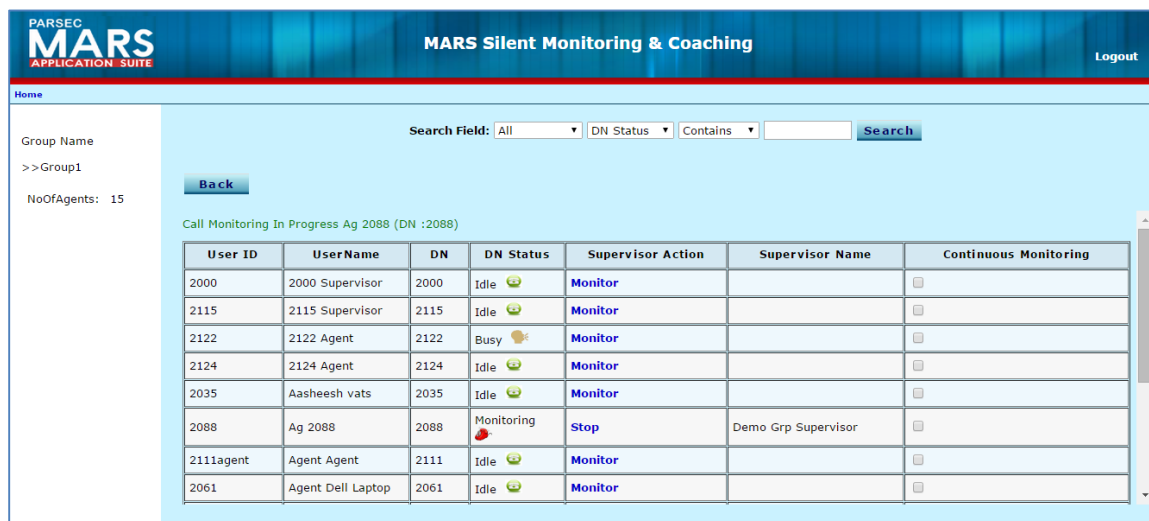 PARSEC
MARS
APPLICATION SUITE
MARS Silent Monitoring & Coaching
Logout
Home
Search Field: All DN Status Contains Search
Group Name
>>Group1
NoOfAgents: 15
Back
Call Monitoring In Progress Ag 2088 (DN :2088)
User ID UserName DN DN Status Supervisor Action Supervisor Name Continuous Monitoring
2000 2000 Supervisor 2000 Idle Monitor
2115 2115 Supervisor 2115 Idle Monitor
2122 2122 Agent 2122 Busy Monitor
2124 2124 Agent 2124 Idle Monitor
2035 Aasheesh vats 2035 Idle Monitor
2088 Ag 2088 2088 Monitoring Stop Demo Grp Supervisor
2111agent Agent Agent 2111 Idle Monitor
2061 Agent Dell Laptop 2061 Idle Monitor